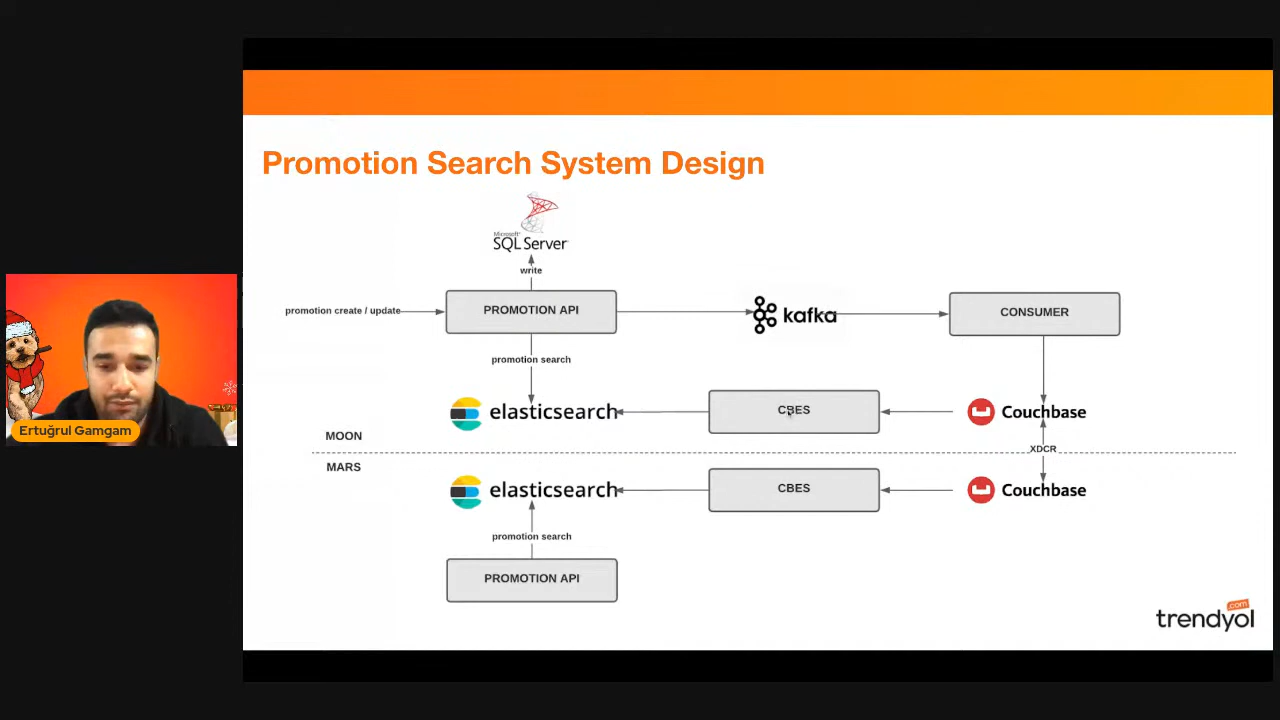 Promotion Search System Design
Microsoft
SQL Server
write
promotion create / update
PROMOTION API
kafka
CONSUMER
promotion search
elasticsearch
CBES
Couchbase
MOON
XDCR
MARS
elasticsearch
CBES
Couchbase
promotion search
PROMOTION API
Ertuğrul Gamgam
.com
trendyol